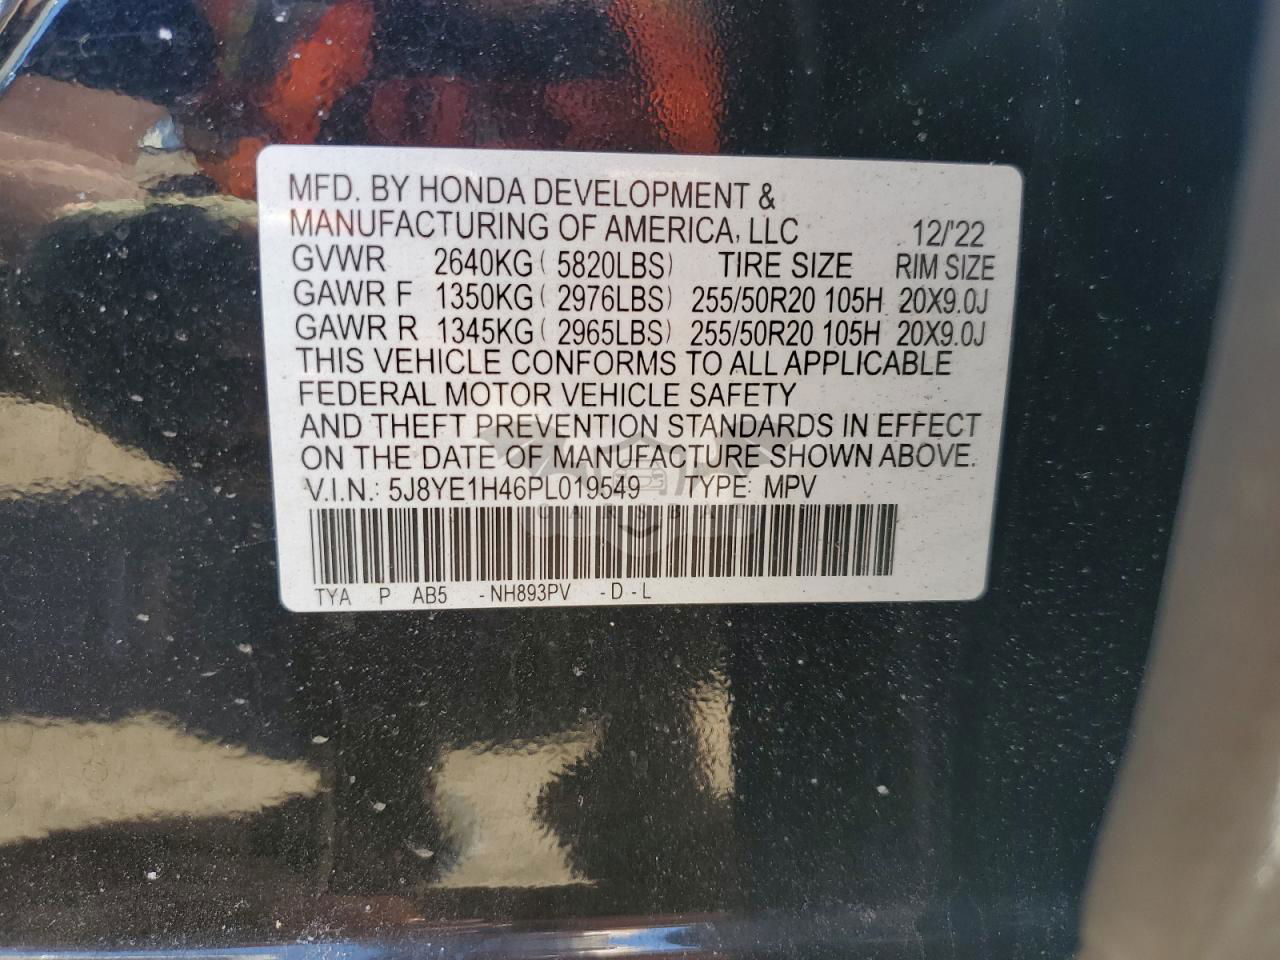 MFD. BY HONDA DEVELOPMENT &
MANUFACTURING OF AMERICA, LLC 12/'22
GVWR 2640KG ( 5820LBS) TIRE SIZE RIM SIZE
GAWR F 1350KG ( 2976LBS) 255/50R20 105H 20X9.0J
GAWR R 1345KG ( 2965LBS) 255/50R20 105H 20X9.0J
THIS VEHICLE CONFORMS TO ALL APPLICABLE
FEDERAL MOTOR VEHICLE SAFETY
AND THEFT PREVENTION STANDARDS IN EFFECT
ON THE DATE OF MANUFACTURE SHOWN ABOVE.
V.I.N.: 5J8YE1H46PL019549 TYPE: MPV
TYA P AB5 -NH893PV -D-L